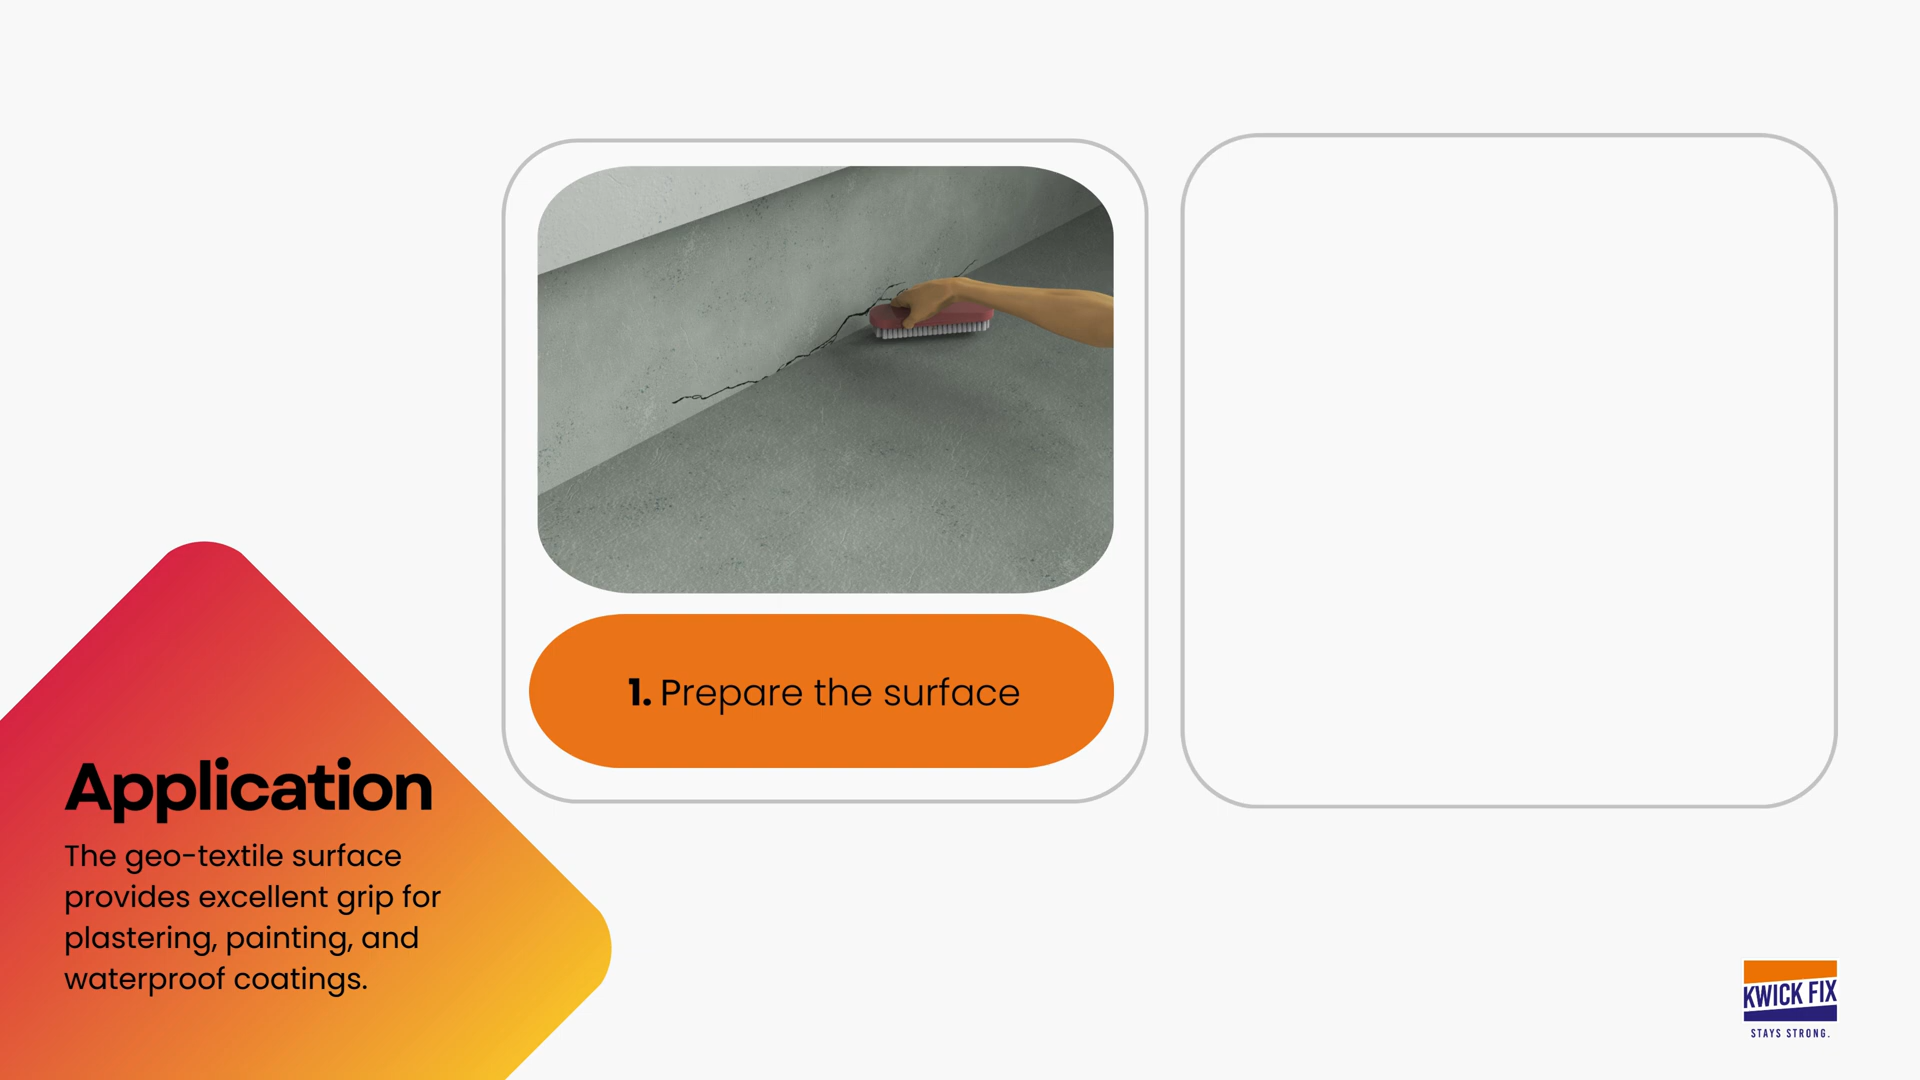 1. Prepare the surface
Application
The geo-textile surface
provides excellent grip for
plastering, painting, and
waterproof coatings.
KWICK FIX
STAYS STRONG.